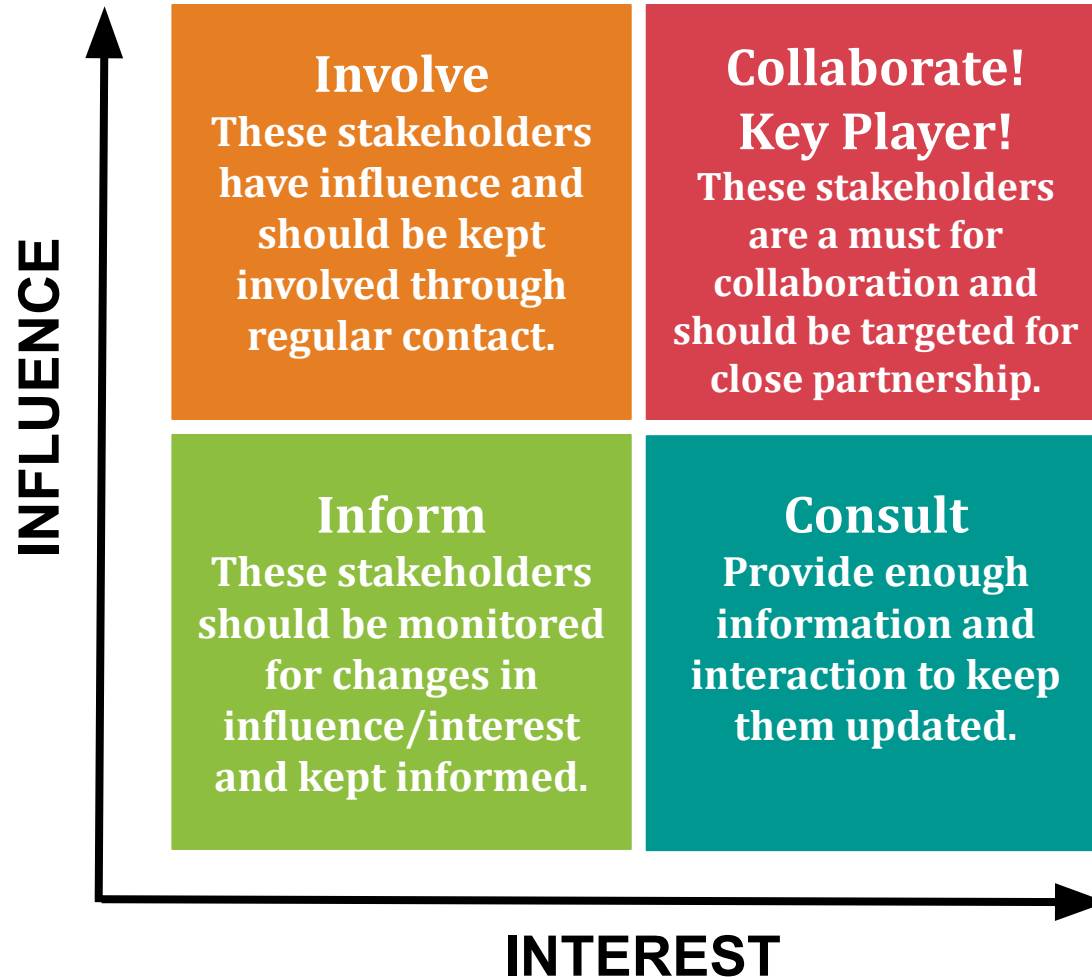 INFLUENCE
Involve
These stakeholders
have influence and
should be kept
involved through
regular contact.
Collaborate!
Key Player!
These stakeholders
are a must for
collaboration and
should be targeted for
close partnership.
Inform
These stakeholders
should be monitored
for changes in
influence/interest
and kept informed.
Consult
Provide enough
information and
interaction to keep
them updated.
INTEREST